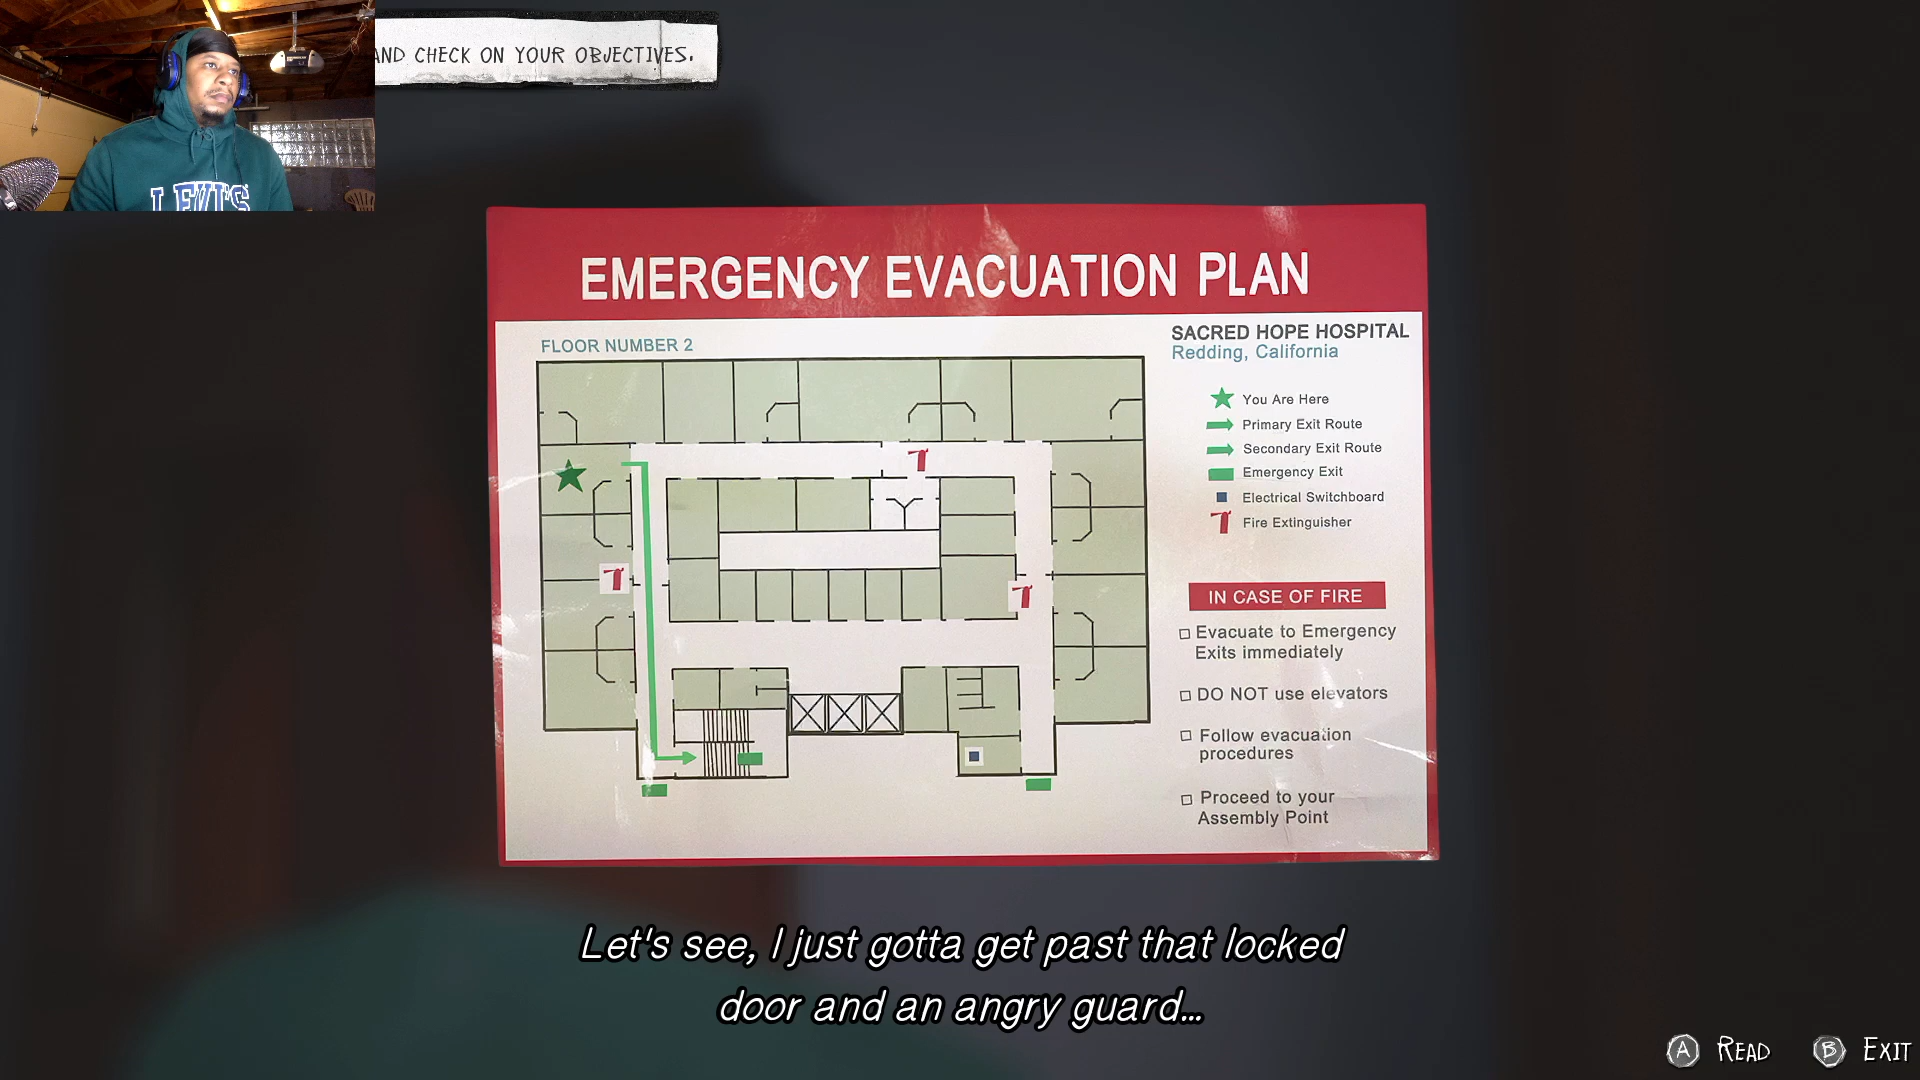 AND CHECK ON YOUR OBJECTIVES.
LEVI'S
EMERGENCY EVACUATION PLAN
FLOOR NUMBER 2
SACRED HOPE HOSPITAL
Redding, California
You Are Here
Primary Exit Route
Secondary Exit Route
Emergency Exit
Electrical Switchboard
Fire Extinguisher
IN CASE OF FIRE
Evacuate to Emergency
Exits immediately
DO NOT use elevators
Follow evacuation
procedures
Proceed to your
Assembly Point
Let's see, I just gotta get past that locked
door and an angry guard...
A READ B EXIT